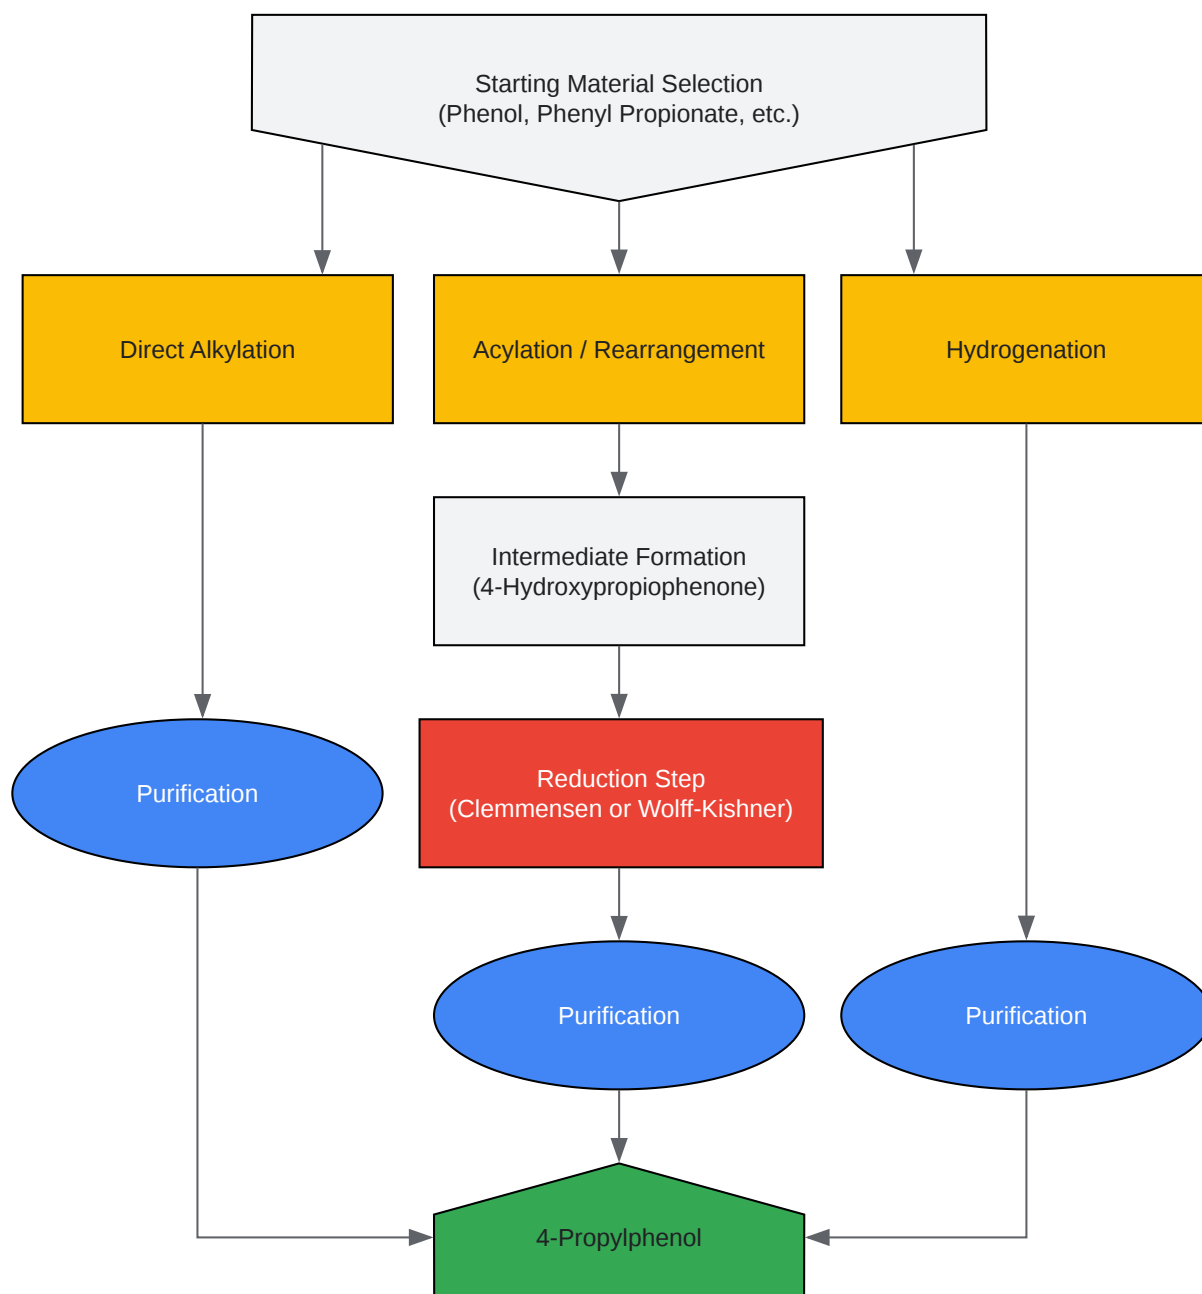 Starting Material Selection
(Phenol, Phenyl Propionate, etc.)
Direct Alkylation
Acylation / Rearrangement
Hydrogenation
Intermediate Formation
(4-Hydroxypropiophenone)
Reduction Step
(Clemmensen or Wolff-Kishner)
Purification
Purification
Purification
4-Propylphenol